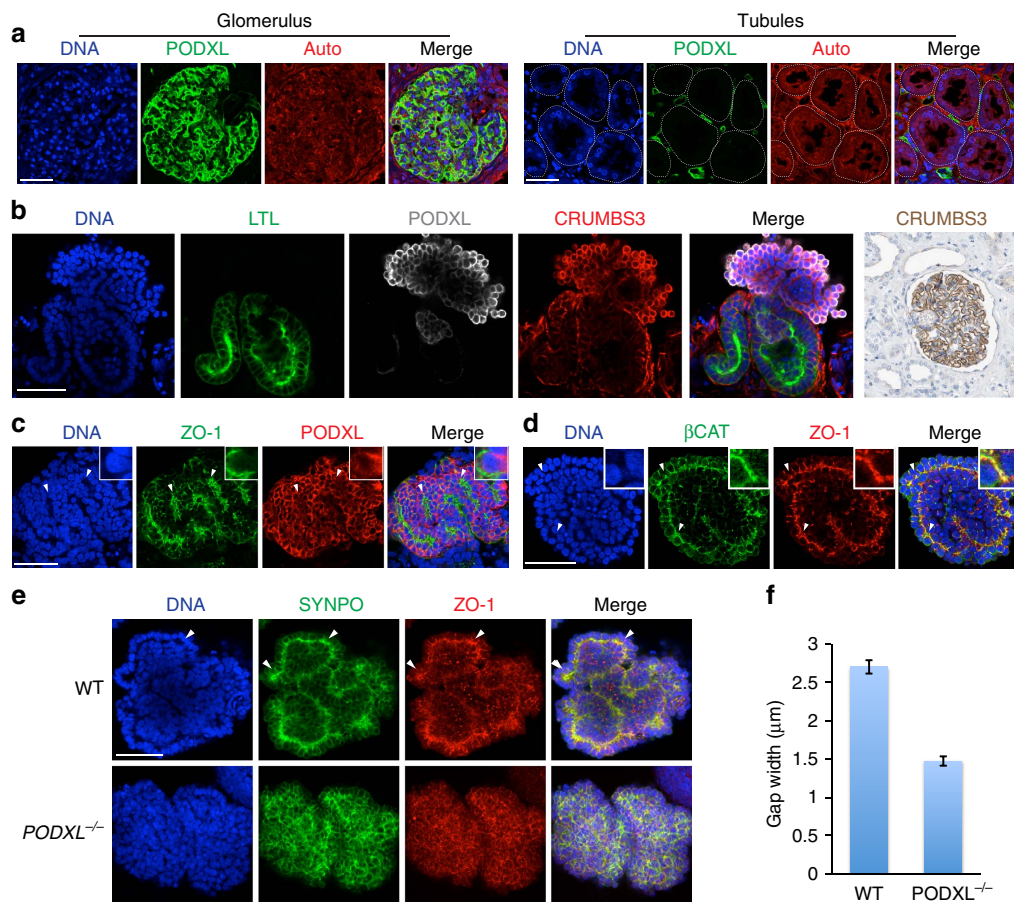 Glomerulus Tubules
a DNA PODXL Auto Merge DNA PODXL Auto Merge
b DNA LTL PODXL CRUMBS3 Merge CRUMBS3
c DNA ZO-1 PODXL Merge d DNA βCAT ZO-1 Merge
e DNA SYNPO ZO-1 Merge
WT
PODXL–/–
f
3
2.5
2
1.5
1
0.5
0
Gap width (μm)
WT PODXL–/–